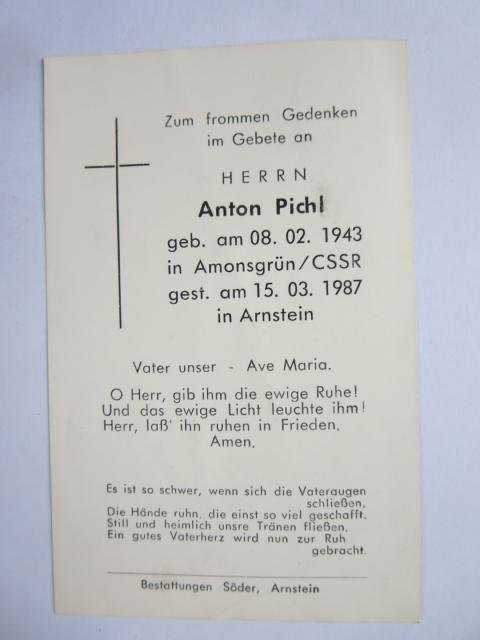 Zum frommen Gedenken
im Gebete an
HERRN
Anton Pichl
geb. am 08. 02. 1943
in Amonsgrün/CSSR
gest. am 15. 03. 1987
in Arnstein
Vater unser - Ave Maria.
O Herr, gib ihm die ewige Ruhe!
Und das ewige Licht leuchte ihm!
Herr, laß' ihn ruhen in Frieden.
Amen.
Es ist so schwer, wenn sich die Vateraugen
schließen,
Die Hände ruhn, die einst so viel geschafft.
Still und heimlich unsre Tränen fließen,
Ein gutes Vaterherz wird nun zur Ruh
gebracht.
Bestattungen Söder, Arnstein